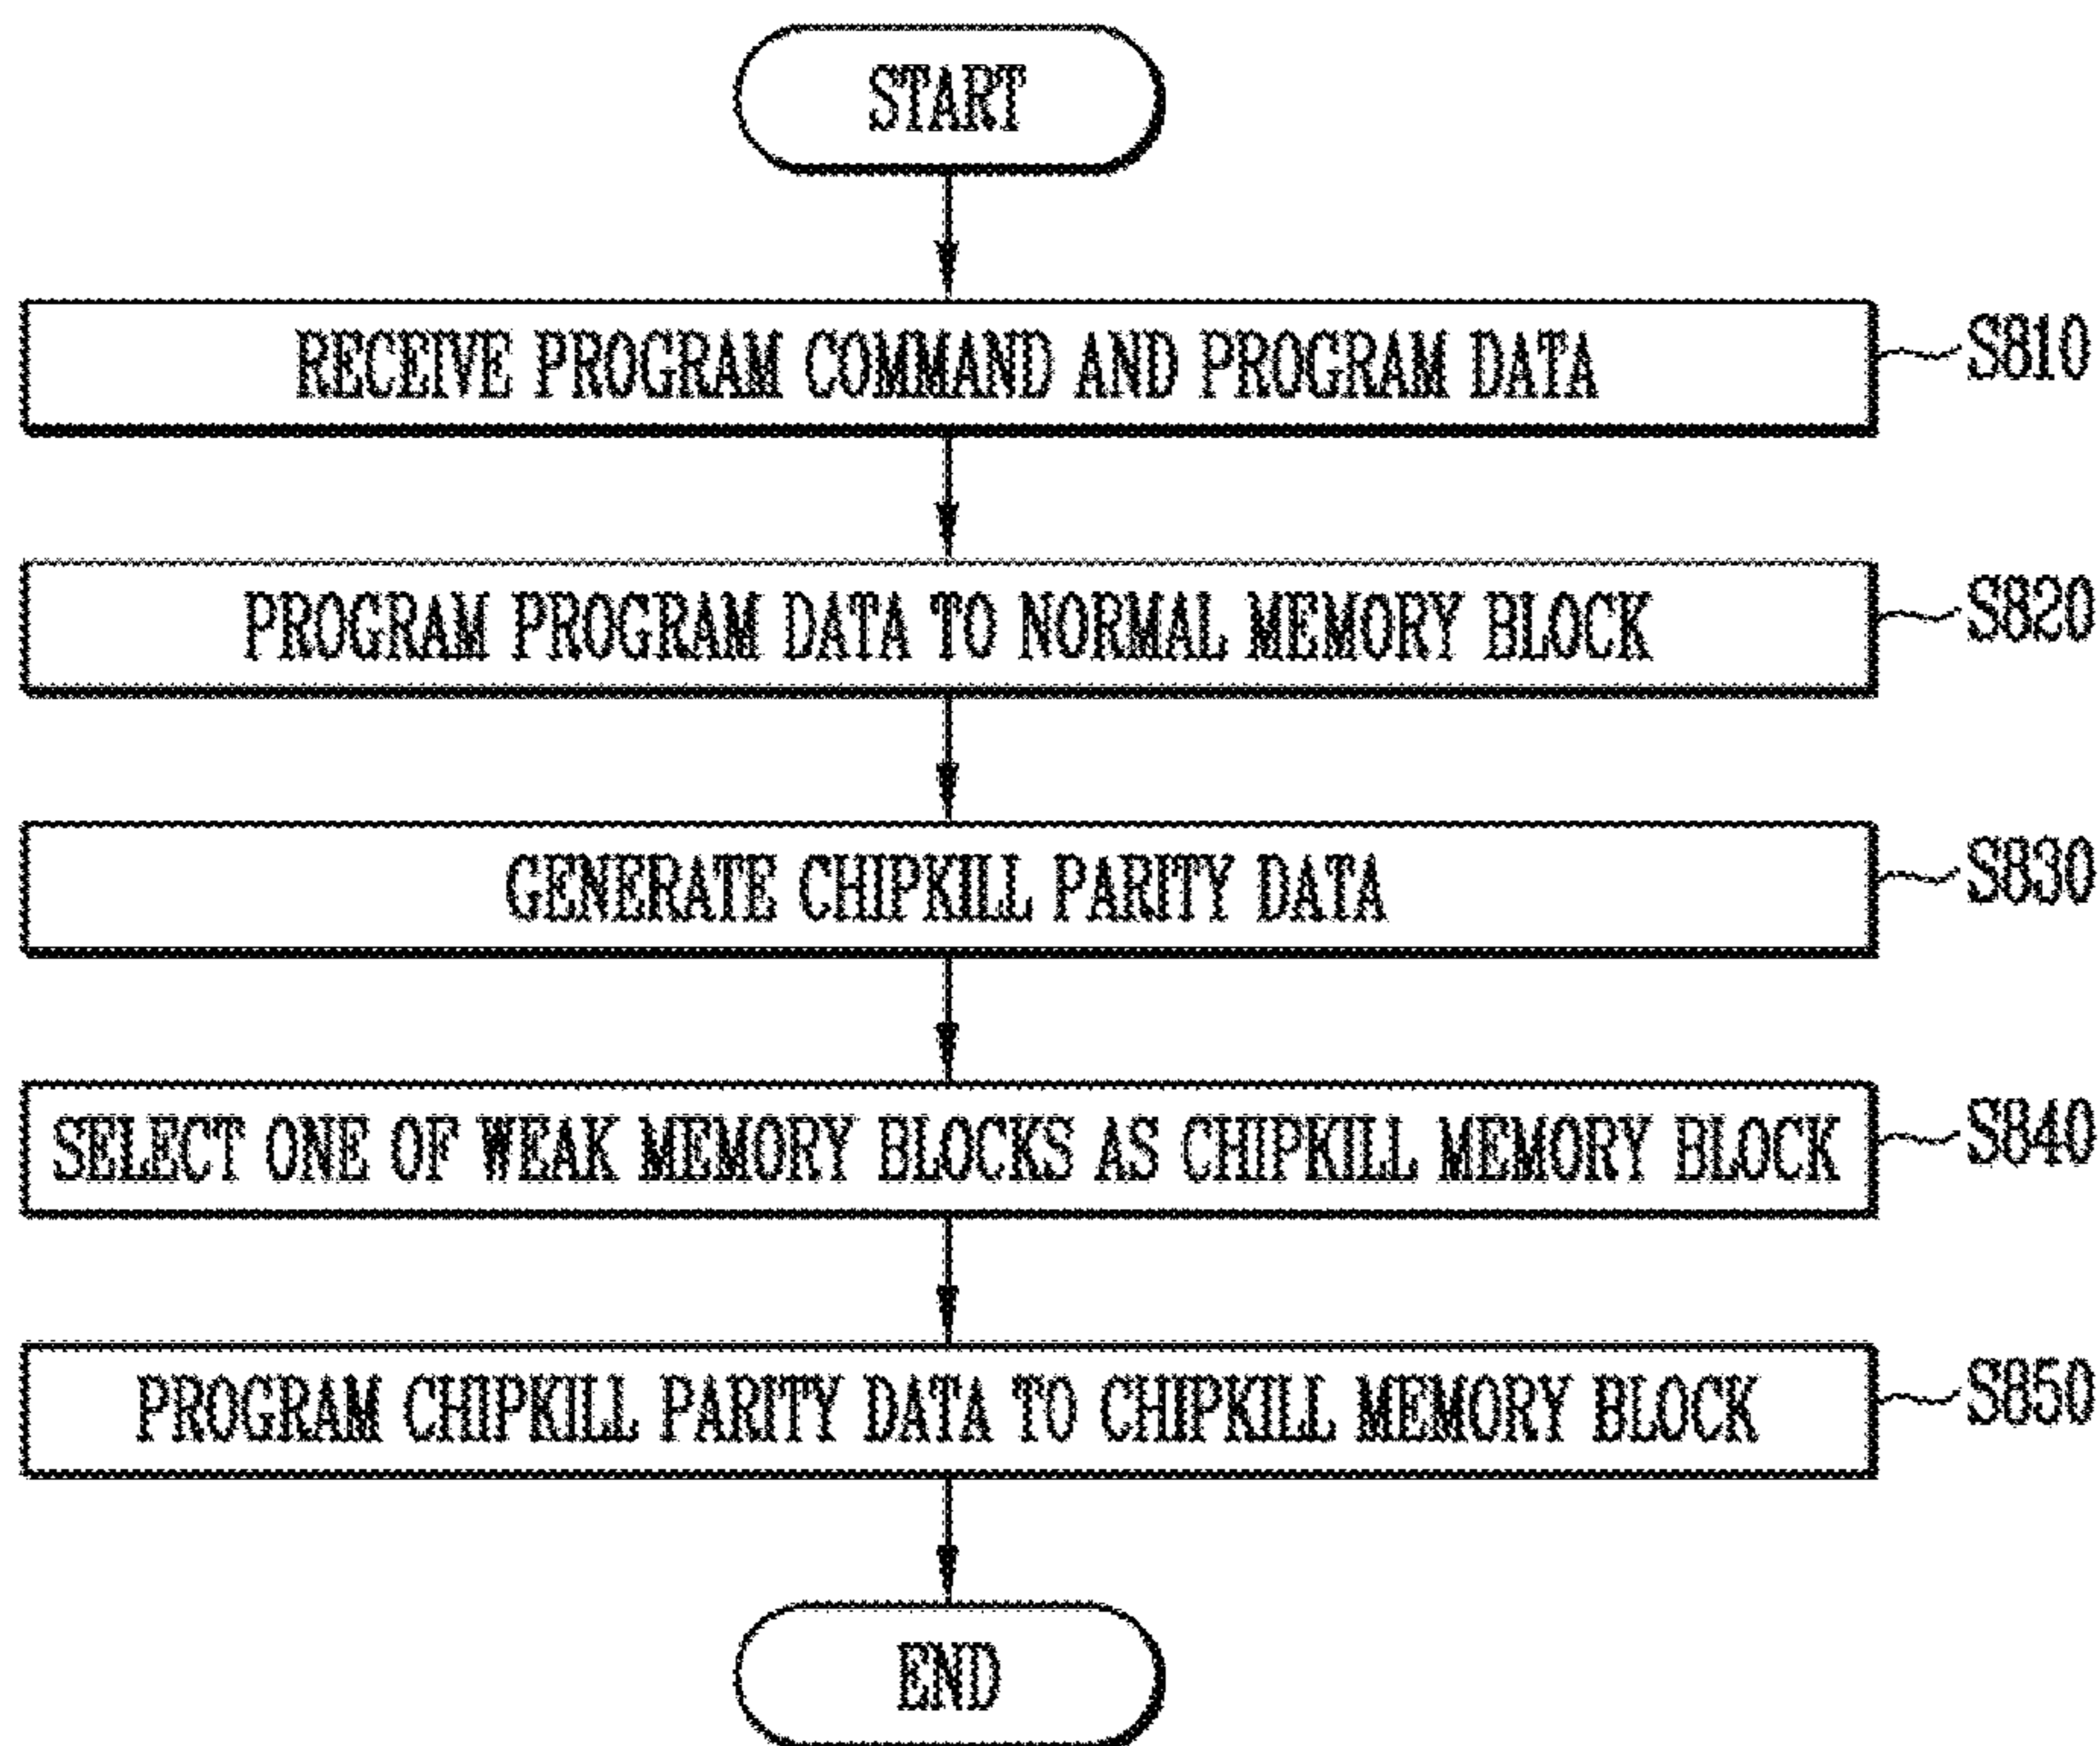 START
RECEIVE PROGRAM COMMAND AND PROGRAM DATA
S810
PROGRAM PROGRAM DATA TO NORMAL MEMORY BLOCK
S820
GENERATE CHIPKILL PARITY DATA
S830
SELECT ONE OF WEAK MEMORY BLOCKS AS CHIPKILL MEMORY BLOCK
S840
PROGRAM CHIPKILL PARITY DATA TO CHIPKILL MEMORY BLOCK
S850
END